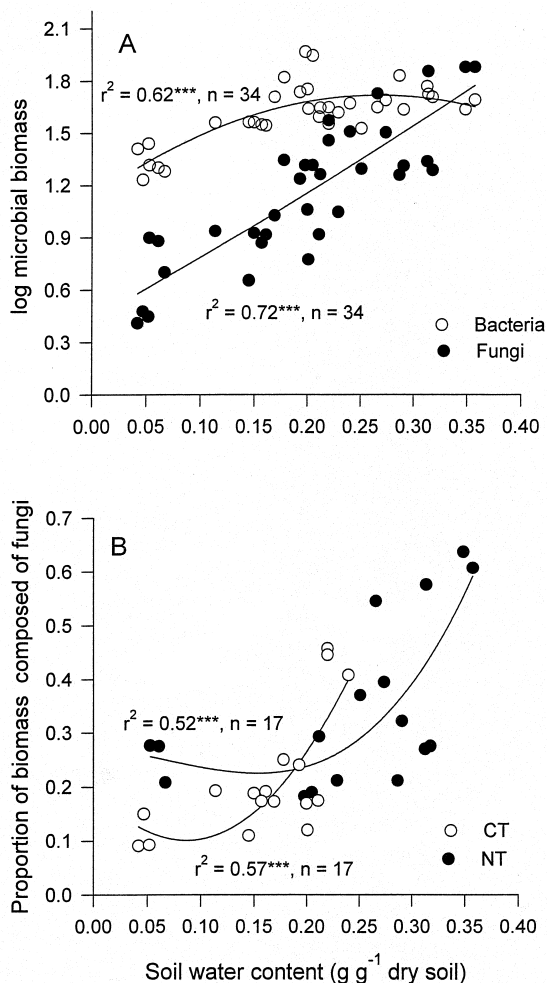 A
2.1
1.8
1.5
1.2
0.9
0.6
0.3
0.0
log microbial biomass
r² = 0.62***, n = 34
r² = 0.72***, n = 34
Bacteria
Fungi
0.00 0.05 0.10 0.15 0.20 0.25 0.30 0.35 0.40
B
0.7
0.6
0.5
0.4
0.3
0.2
0.1
0.0
Proportion of biomass composed of fungi
r² = 0.52***, n = 17
r² = 0.57***, n = 17
CT
NT
0.00 0.05 0.10 0.15 0.20 0.25 0.30 0.35 0.40
Soil water content (g g⁻¹ dry soil)